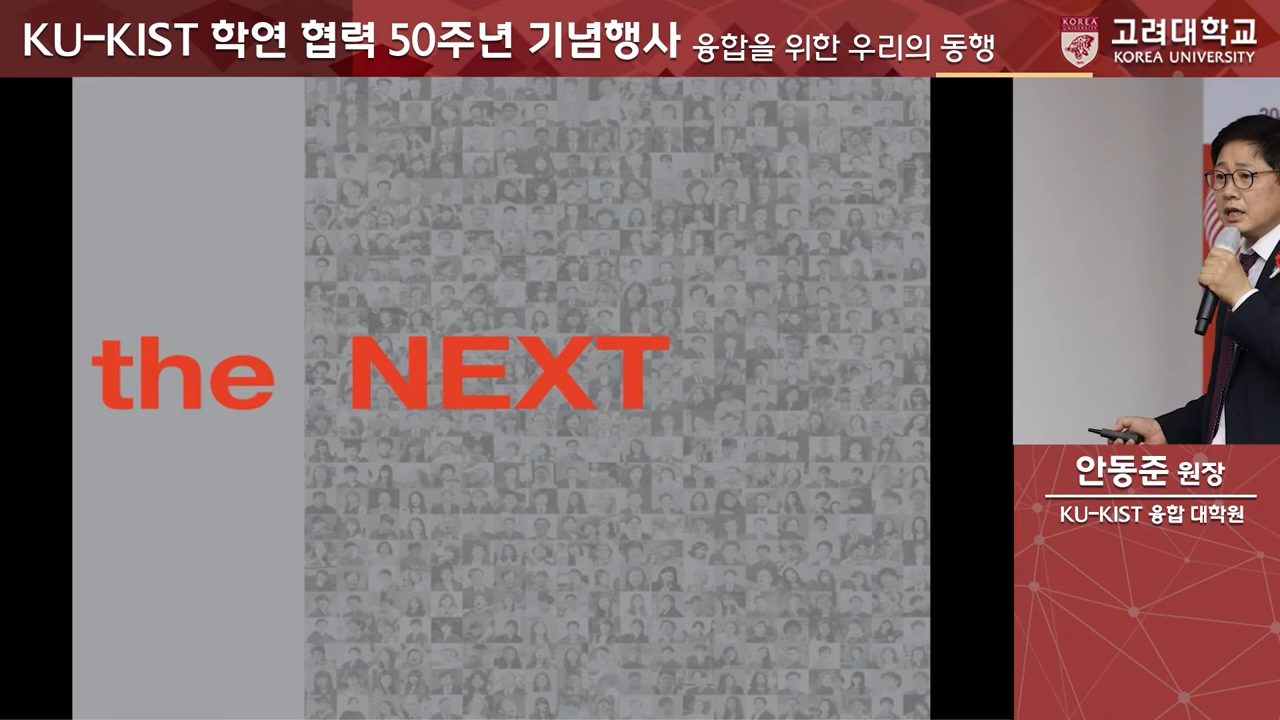 KU-KIST 학연 협력 50주년 기념행사 융합을 위한 우리의 동행
KOREA
UNIVERSITY
고려대학교
KOREA UNIVERSITY
the NEXT
안동준 원장
KU-KIST 융합 대학원